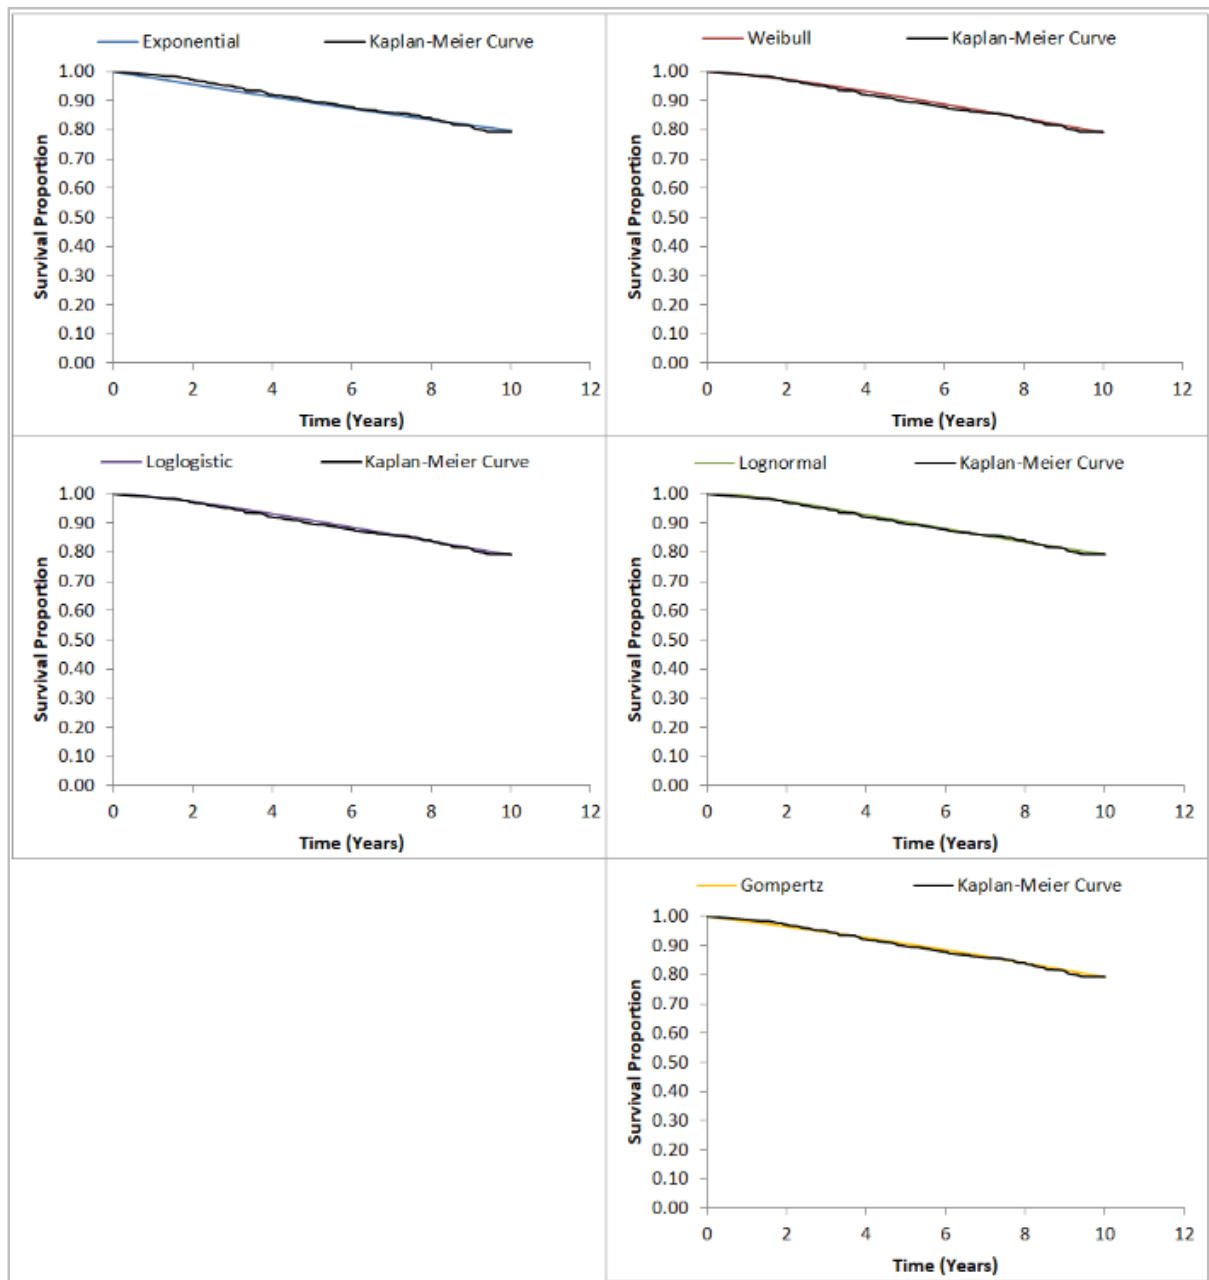 Exponential Kaplan-Meier Curve
1.00
0.90
0.80
0.70
0.60
0.50
0.40
0.30
0.20
0.10
0.00
Survival Proportion
0 2 4 6 8 10 12
Time (Years)
Weibull Kaplan-Meier Curve
1.00
0.90
0.80
0.70
0.60
0.50
0.40
0.30
0.20
0.10
0.00
Survival Proportion
0 2 4 6 8 10 12
Time (Years)
Loglogistic Kaplan-Meier Curve
1.00
0.90
0.80
0.70
0.60
0.50
0.40
0.30
0.20
0.10
0.00
Survival Proportion
0 2 4 6 8 10 12
Time (Years)
Lognormal Kaplan-Meier Curve
1.00
0.90
0.80
0.70
0.60
0.50
0.40
0.30
0.20
0.10
0.00
Survival Proportion
0 2 4 6 8 10 12
Time (Years)
Gompertz Kaplan-Meier Curve
1.00
0.90
0.80
0.70
0.60
0.50
0.40
0.30
0.20
0.10
0.00
Survival Proportion
0 2 4 6 8 10 12
Time (Years)